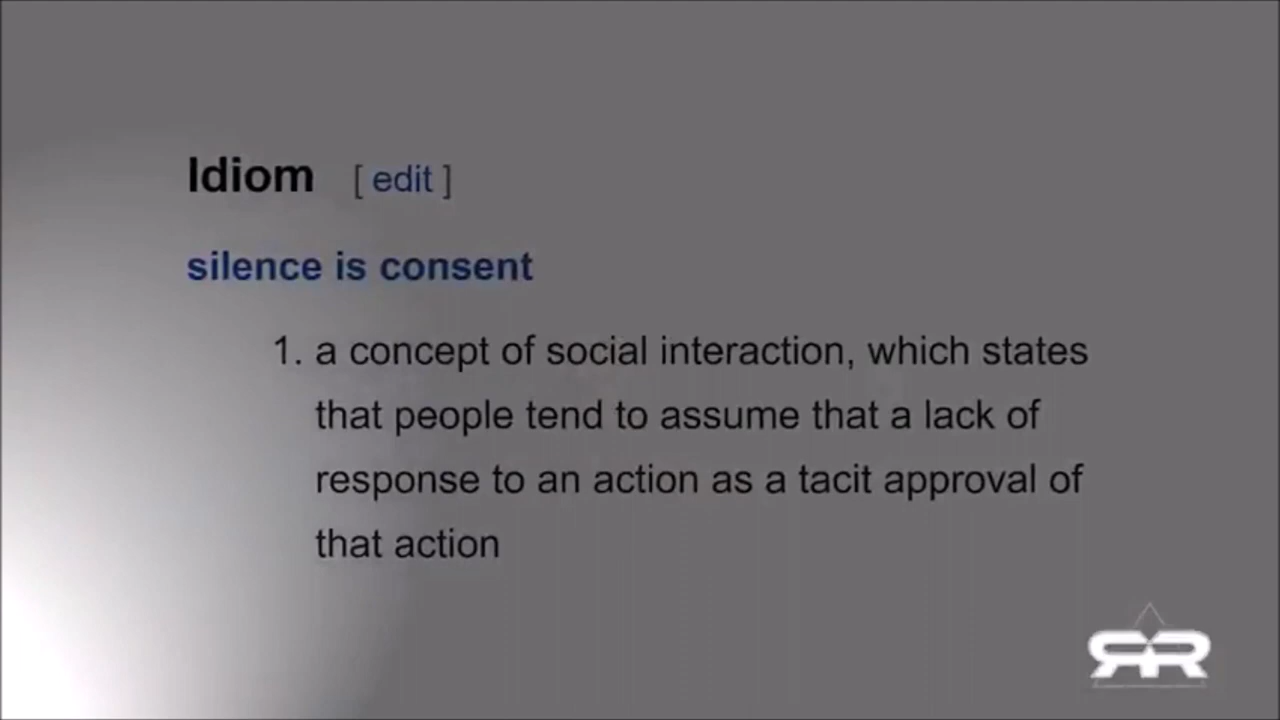 Idiom [ edit ]
silence is consent
1. a concept of social interaction, which states
that people tend to assume that a lack of
response to an action as a tacit approval of
that action
RR